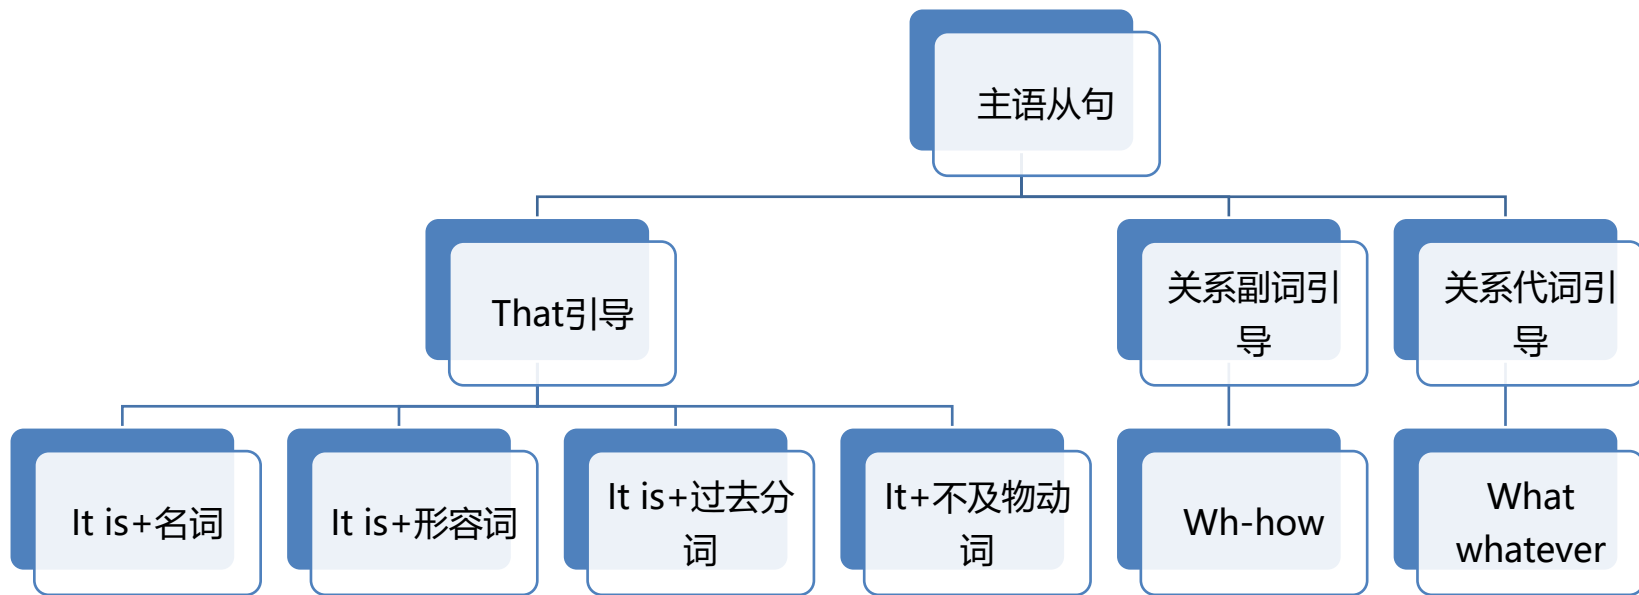 主语从句
That引导
关系副词引
导
关系代词引
导
It is+名词
It is+形容词
It is+过去分
词
It+不及物动
词
Wh-how
What
whatever